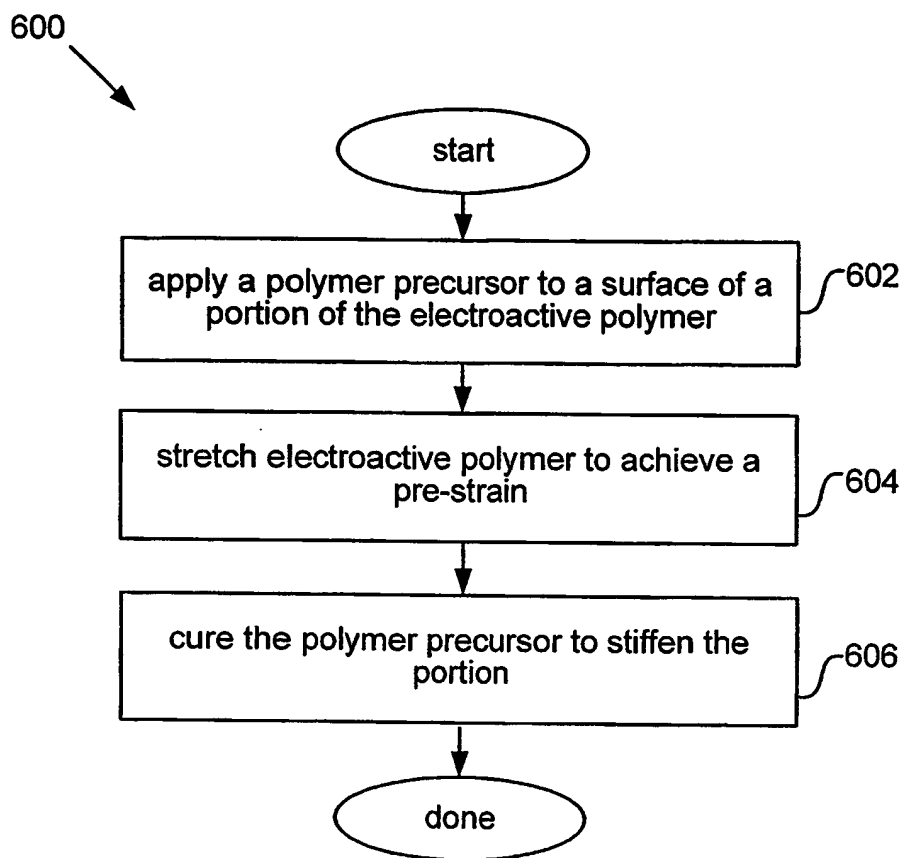 600
start
apply a polymer precursor to a surface of a
portion of the electroactive polymer
602
stretch electroactive polymer to achieve a
pre-strain
604
cure the polymer precursor to stiffen the
portion
606
done